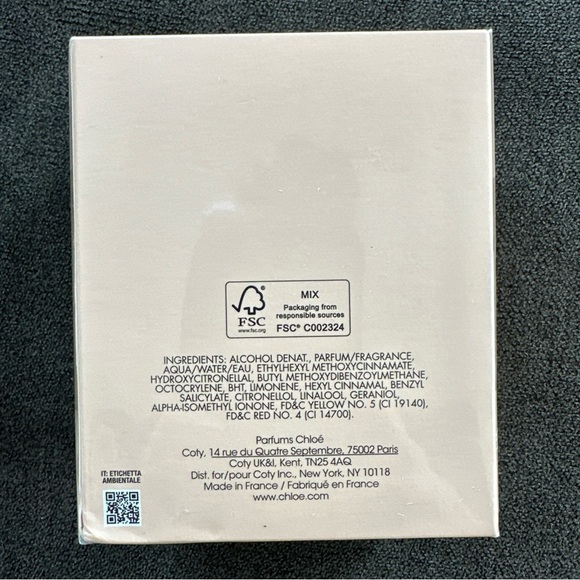 FSC®
www.fsc.org
MIX
Packaging from
responsible sources
FSC® C002324
INGREDIENTS: ALCOHOL DENAT., PARFUM/FRAGRANCE,
AQUA/WATER/EAU, ETHYLHEXYL METHOXYCINNAMATE,
HYDROXYCITRONELLAL, BUTYL METHOXYDIBENZOYLMETHANE,
OCTOCRYLENE, BHT, LIMONENE, HEXYL CINNAMAL, BENZYL
SALICYLATE, CITRONELLOL, LINALOOL, GERANIOL,
ALPHA-ISOMETHYL IONONE, FD&C YELLOW NO. 5 (CI 19140),
FD&C RED NO. 4 (CI 14700).
Parfums Chloé
Coty, 14 rue du Quatre Septembre, 75002 Paris
Coty UK&I, Kent, TN25 4AQ
Dist. for/pour Coty Inc., New York, NY 10118
Made in France / Fabriqué en France
www.chloe.com
IT: ETICHETTA
AMBIENTALE